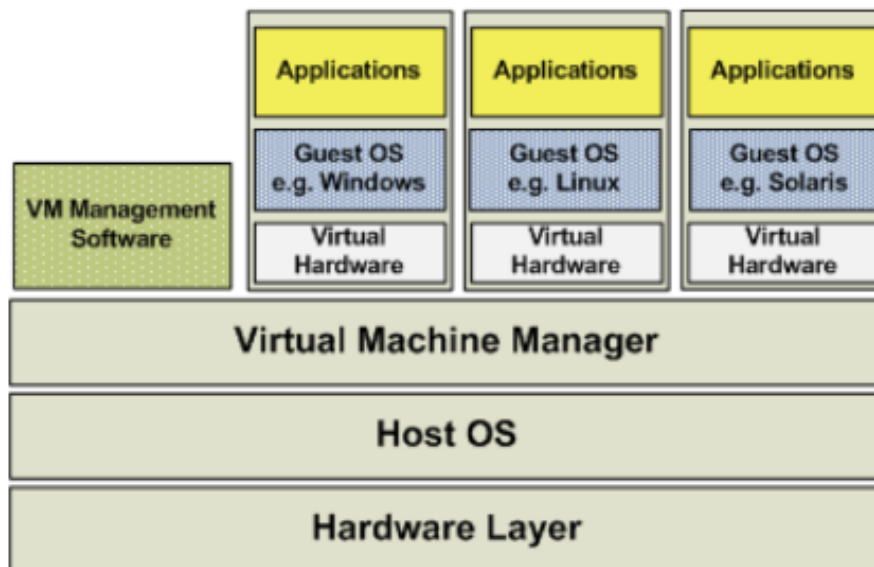 Applications
Applications
Applications
Guest OS
e.g. Windows
Guest OS
e.g. Linux
Guest OS
e.g. Solaris
VM Management
Software
Virtual
Hardware
Virtual
Hardware
Virtual
Hardware
Virtual Machine Manager
Host OS
Hardware Layer